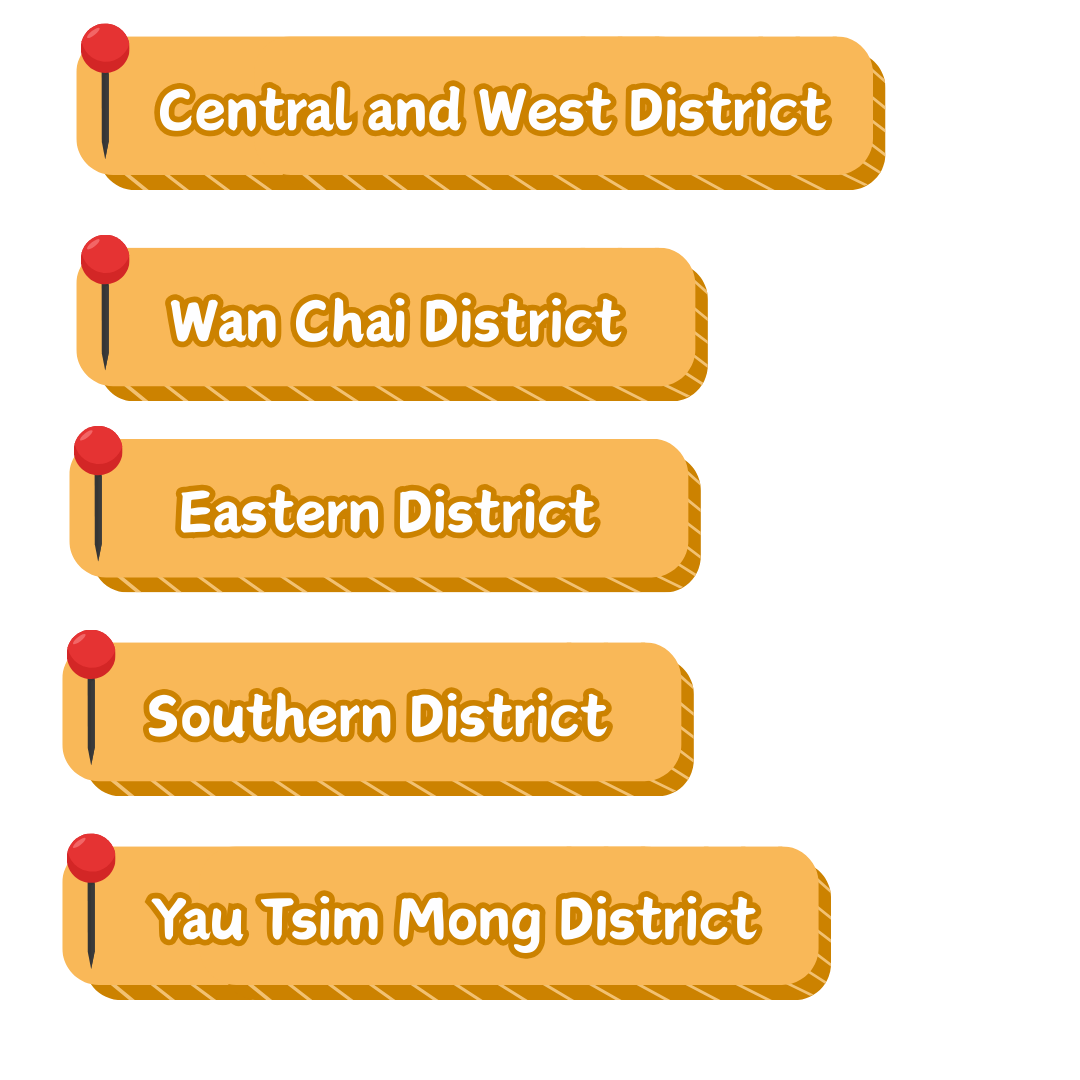 Central and West District
Wan Chai District
Eastern District
Southern District
Yau Tsim Mong District